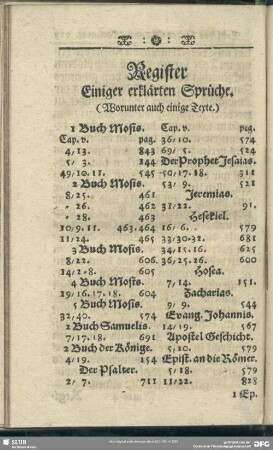 Register
Einiger erklärten Sprüche.
(Worunter auch einige Texte.)
1 Buch Mosis.
Cap. v. pag.
4/13. 843
5/ 3. 144
49/10.11. 545
2 Buch Mosis.
8/25. 461
» 26. 462
» 28. 463
10/9.11. 463.464
11/24. 465
3 Buch Mosis.
8/22. 606
14/2-8. 605
4 Buch Mosis.
19/16.17.18. 604
5 Buch Mosis.
32/40. 574
2 Buch Samuelis.
7/17.18. 691
2 Buch der Könige.
4/19. 154
Der Psalter.
2/ 7. 711
Cap. v. peg.
36/10. 574
69/ 5. 524
Der Prophet Jesaias.
50/17.18. 311
53/ 9. 521
Jeremias.
31/22. 91.
Hesekiel.
16/6. 579
33/30-32. 681
34/15.16. 625
36/25.26. 600
Hosea.
7/14. 151.
Zacharias.
9/ 9. 544
Evang. Johannis.
14/19. 567
Apostel Geschicht.
5/20. 579
Epist. an die Römer.
5/18. 579
11/22. 828
1 Ep.
SLUB